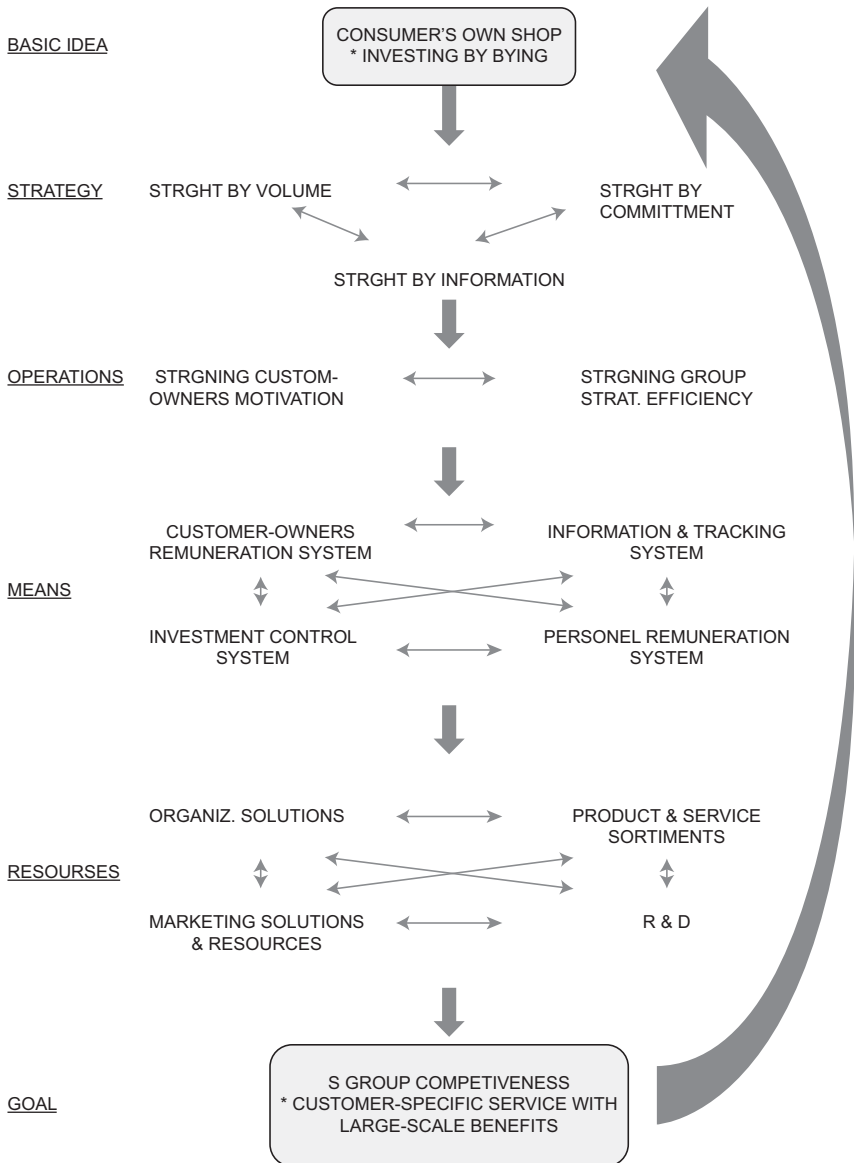 BASIC IDEA
CONSUMER'S OWN SHOP
* INVESTING BY BYING
STRATEGY
STRGHT BY VOLUME
STRGHT BY
COMMITTMENT
STRGHT BY INFORMATION
OPERATIONS
STRGNING CUSTOM-
OWNERS MOTIVATION
STRGNING GROUP
STRAT. EFFICIENCY
MEANS
CUSTOMER-OWNERS
REMUNERATION SYSTEM
INFORMATION & TRACKING
SYSTEM
INVESTMENT CONTROL
SYSTEM
PERSONEL REMUNERATION
SYSTEM
RESOURSES
ORGANIZ. SOLUTIONS
PRODUCT & SERVICE
SORTIMENTS
MARKETING SOLUTIONS
& RESOURCES
R & D
GOAL
S GROUP COMPETIVENESS
* CUSTOMER-SPECIFIC SERVICE WITH
LARGE-SCALE BENEFITS